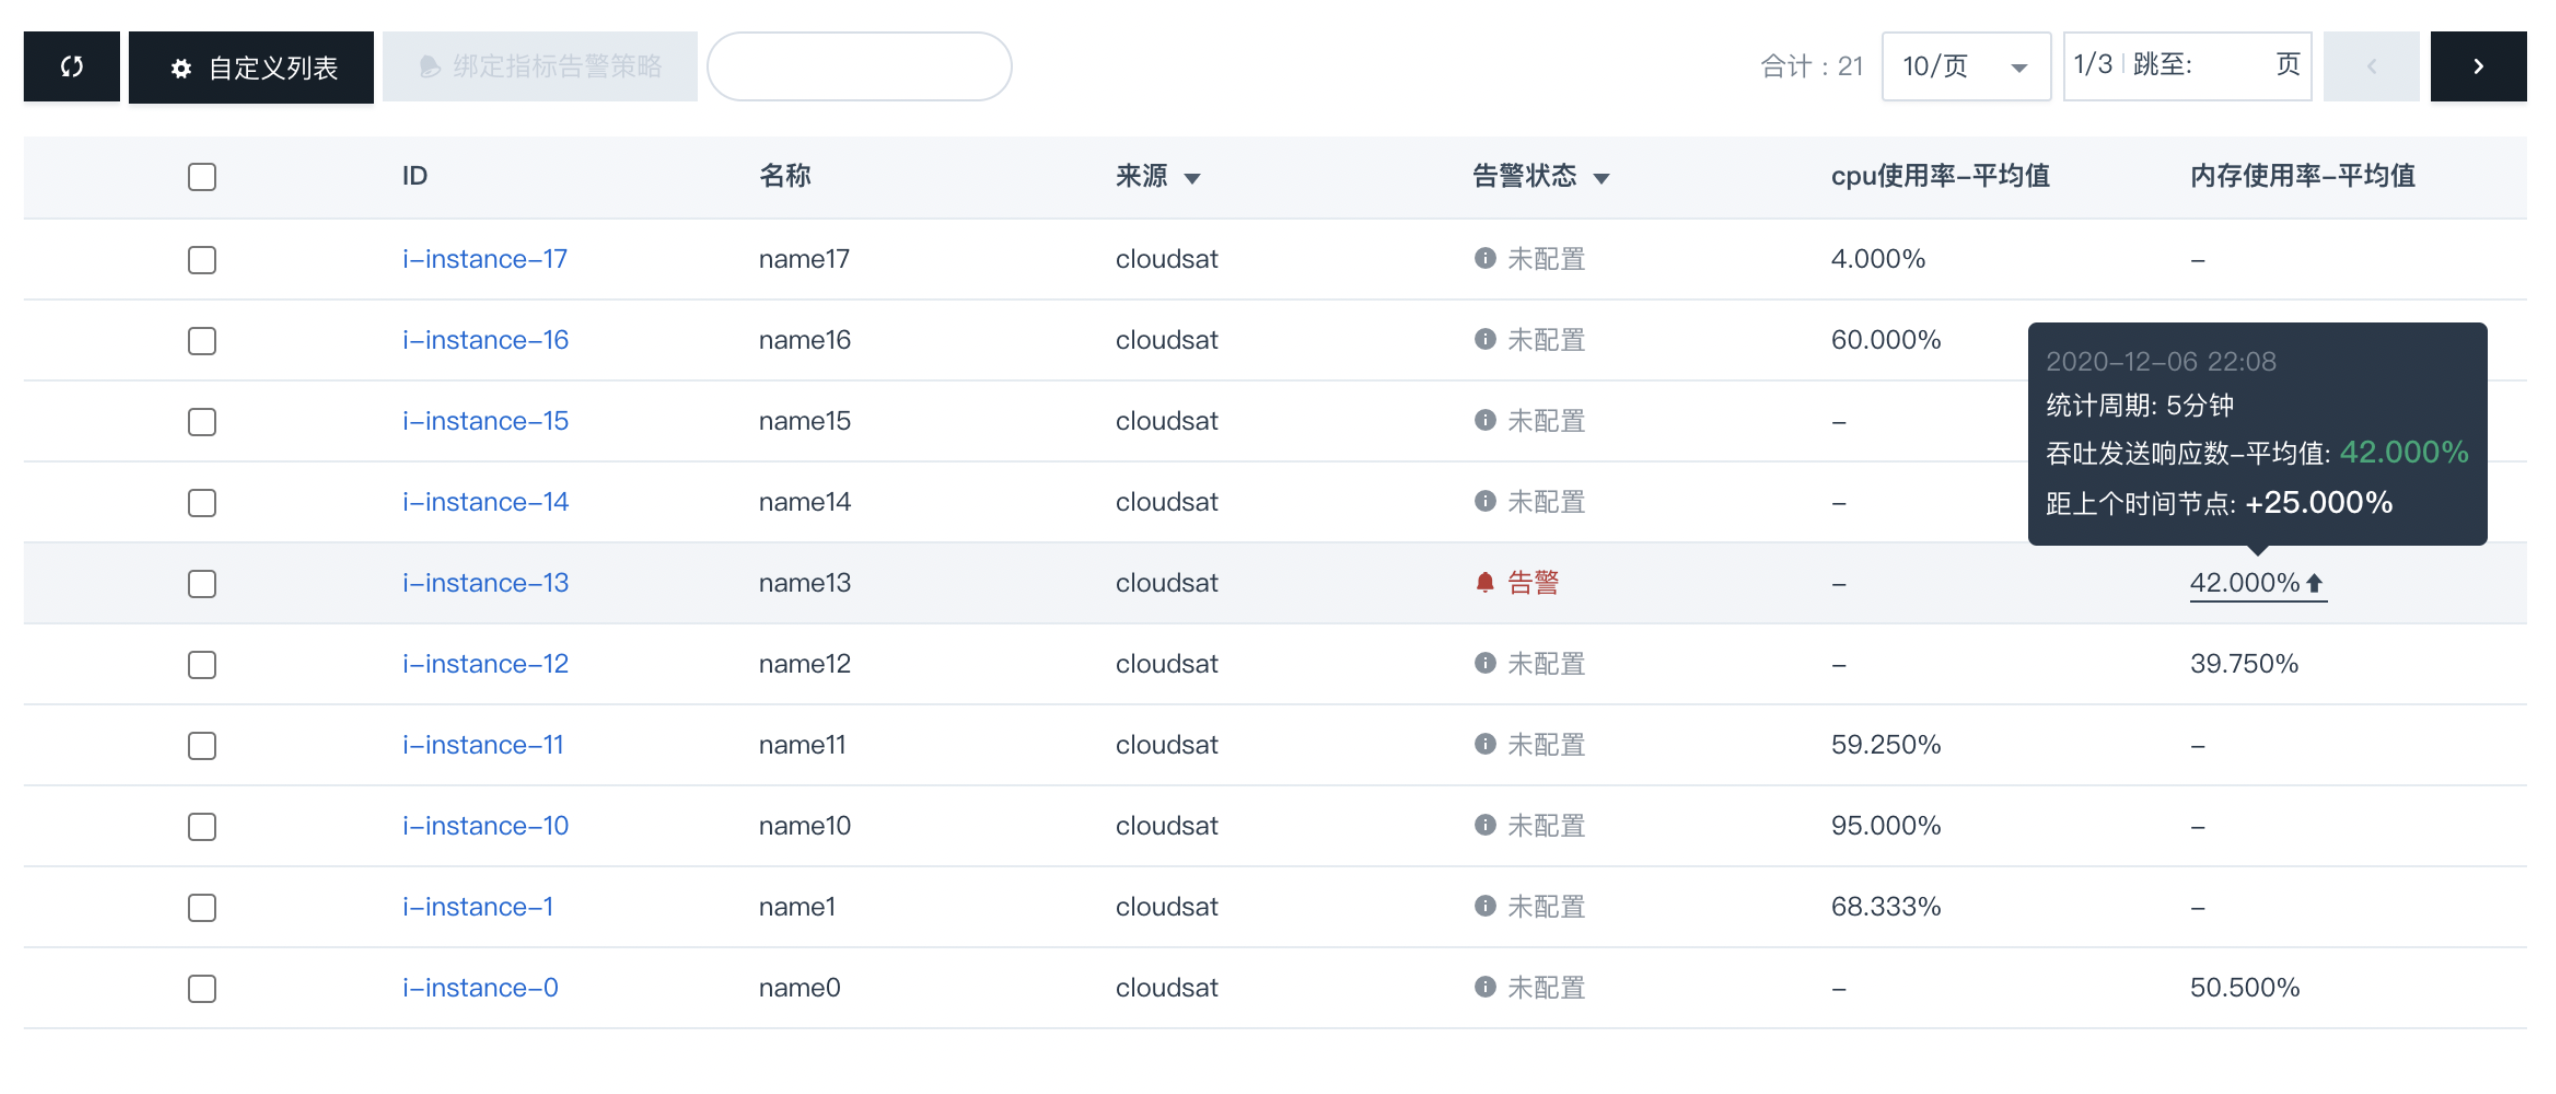 自定义列表 绑定指标告警策略 合计：21 10/页 1/3 跳至: 页
ID 名称 来源 告警状态 cpu使用率-平均值 内存使用率-平均值
i-instance-17 name17 cloudsat 未配置 4.000% -
i-instance-16 name16 cloudsat 未配置 60.000%
2020-12-06 22:08
统计周期: 5分钟
吞吐发送响应数-平均值: 42.000%
距上个时间节点: +25.000%
i-instance-15 name15 cloudsat 未配置 -
i-instance-14 name14 cloudsat 未配置 -
i-instance-13 name13 cloudsat 告警 - 42.000%
i-instance-12 name12 cloudsat 未配置 - 39.750%
i-instance-11 name11 cloudsat 未配置 59.250% -
i-instance-10 name10 cloudsat 未配置 95.000% -
i-instance-1 name1 cloudsat 未配置 68.333% -
i-instance-0 name0 cloudsat 未配置 - 50.500%